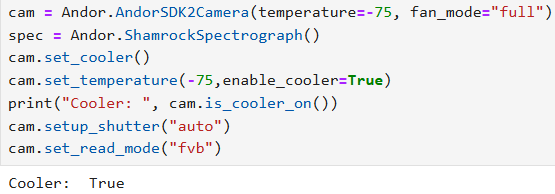 cam = Andor.AndorSDK2Camera(temperature=-75, fan_mode="full")
spec = Andor.ShamrockSpectrograph()
cam.set_cooler()
cam.set_temperature(-75,enable_cooler=True)
print("Cooler: ", cam.is_cooler_on())
cam.setup_shutter("auto")
cam.set_read_mode("fvb")
Cooler:  True